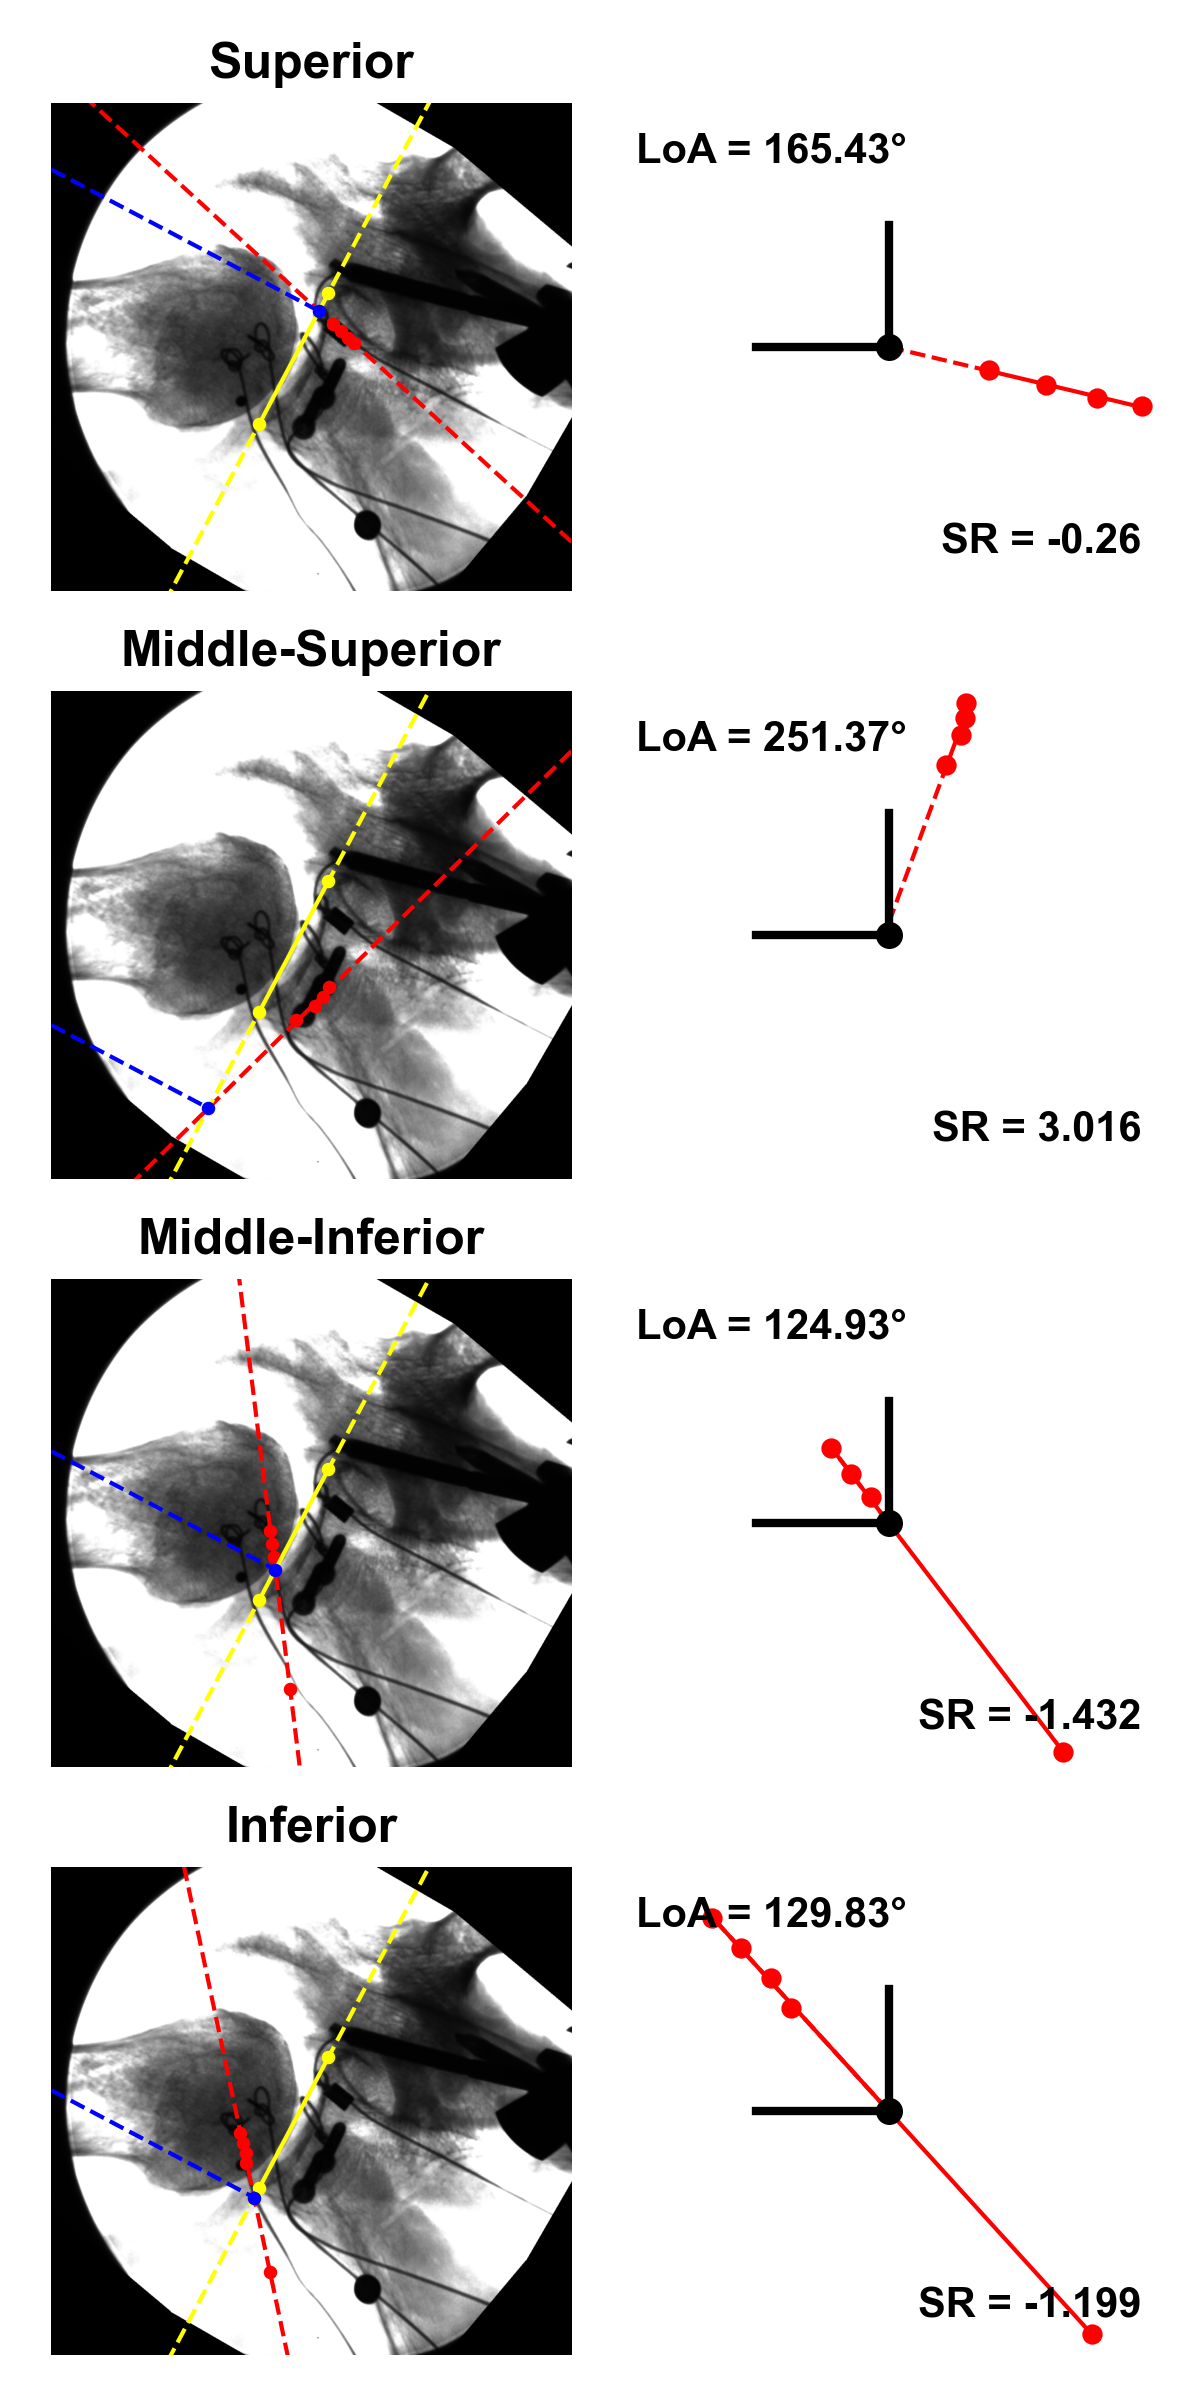 Superior
LoA = 165.43°
SR = -0.26
Middle-Superior
LoA = 251.37°
SR = 3.016
Middle-Inferior
LoA = 124.93°
SR = -1.432
Inferior
LoA = 129.83°
SR = -1.199